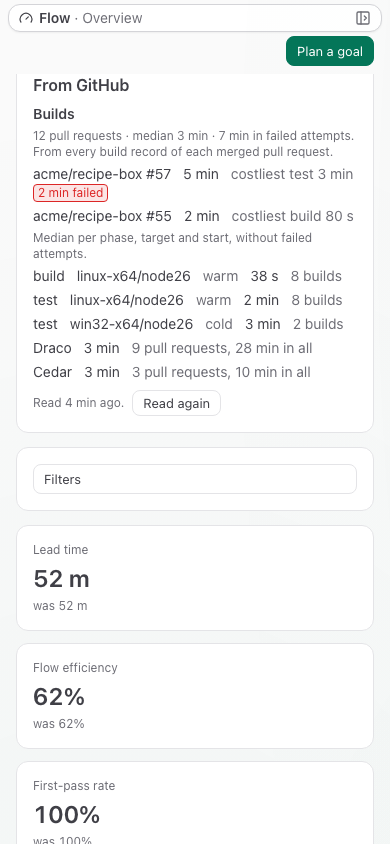 Flow · Overview
Plan a goal
From GitHub
Builds
12 pull requests · median 3 min · 7 min in failed attempts.
From every build record of each merged pull request.
acme/recipe-box #57 5 min costliest test 3 min
2 min failed
acme/recipe-box #55 2 min costliest build 80 s
Median per phase, target and start, without failed
attempts.
build linux-x64/node26 warm 38 s 8 builds
test linux-x64/node26 warm 2 min 8 builds
test win32-x64/node26 cold 3 min 2 builds
Draco 3 min 9 pull requests, 28 min in all
Cedar 3 min 3 pull requests, 10 min in all
Read 4 min ago. Read again
Filters
Lead time
52 m
was 52 m
Flow efficiency
62%
was 62%
First-pass rate
100%
was 100%